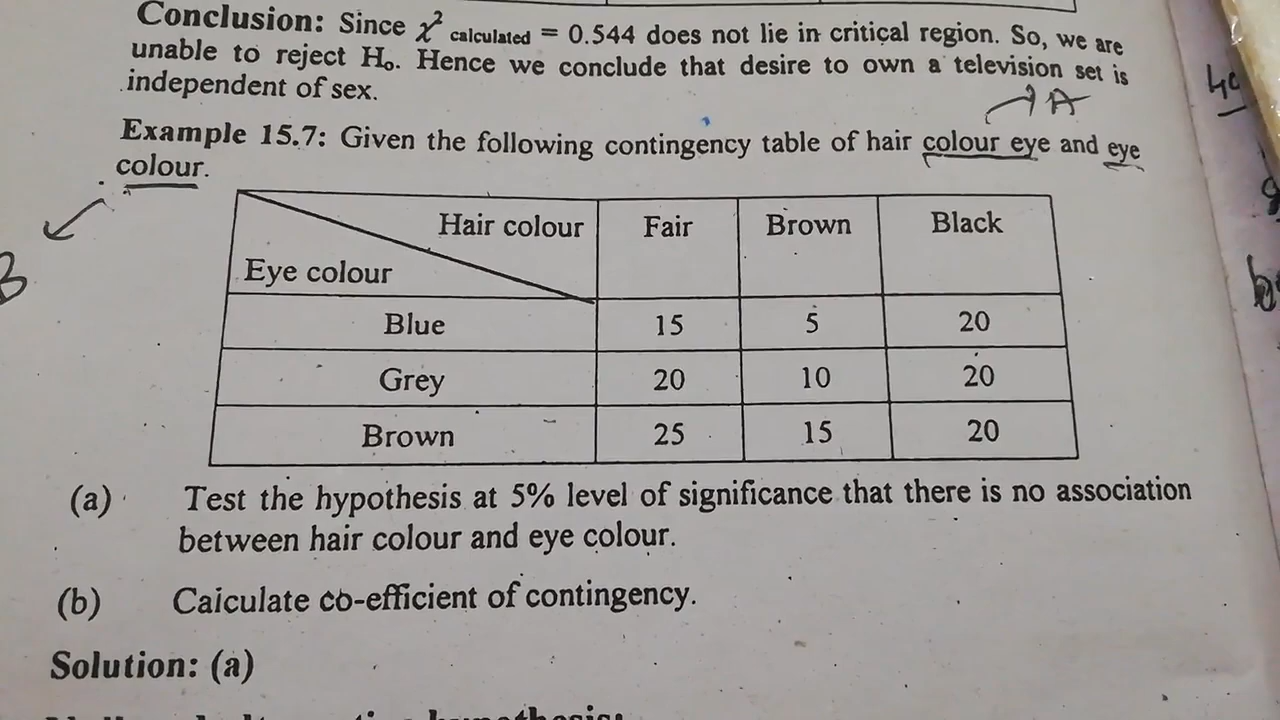 Conclusion: Since χ² calculated = 0.544 does not lie in critical region. So, we are
unable to reject H₀. Hence we conclude that desire to own a television set is
independent of sex.
A
Example 15.7: Given the following contingency table of hair colour eye and eye
colour.
B
Hair colour Fair Brown Black
Eye colour
Blue 15 5 20
Grey 20 10 20
Brown 25 15 20
(a) Test the hypothesis at 5% level of significance that there is no association
between hair colour and eye colour.
(b) Caiculate co-efficient of contingency.
Solution: (a)
hypothesis: